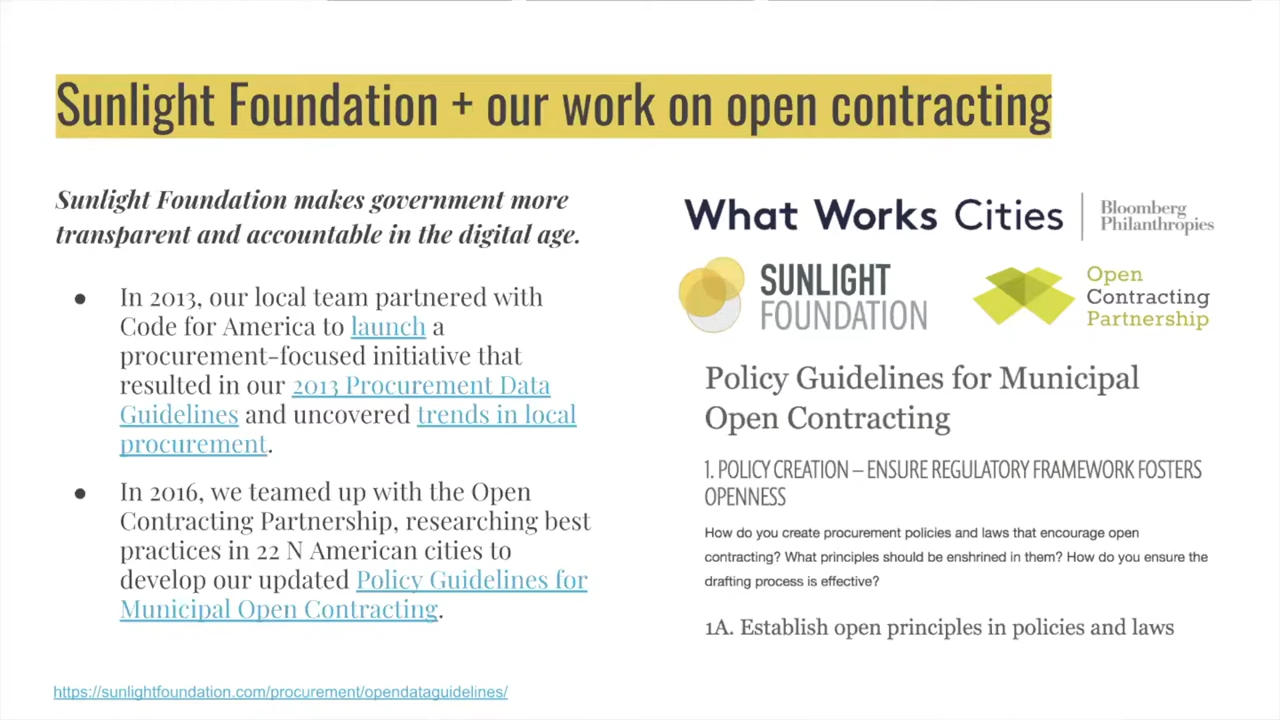 Sunlight Foundation + our work on open contracting
Sunlight Foundation makes government more
transparent and accountable in the digital age.
● In 2013, our local team partnered with
Code for America to launch a
procurement-focused initiative that
resulted in our 2013 Procurement Data
Guidelines and uncovered trends in local
procurement.
● In 2016, we teamed up with the Open
Contracting Partnership, researching best
practices in 22 N American cities to
develop our updated Policy Guidelines for
Municipal Open Contracting.
https://sunlightfoundation.com/procurement/opendataguidelines/
What Works Cities
Bloomberg
Philanthropies
SUNLIGHT
FOUNDATION
Open
Contracting
Partnership
Policy Guidelines for Municipal
Open Contracting
1. POLICY CREATION – ENSURE REGULATORY FRAMEWORK FOSTERS
OPENNESS
How do you create procurement policies and laws that encourage open
contracting? What principles should be enshrined in them? How do you ensure the
drafting process is effective?
1A. Establish open principles in policies and laws